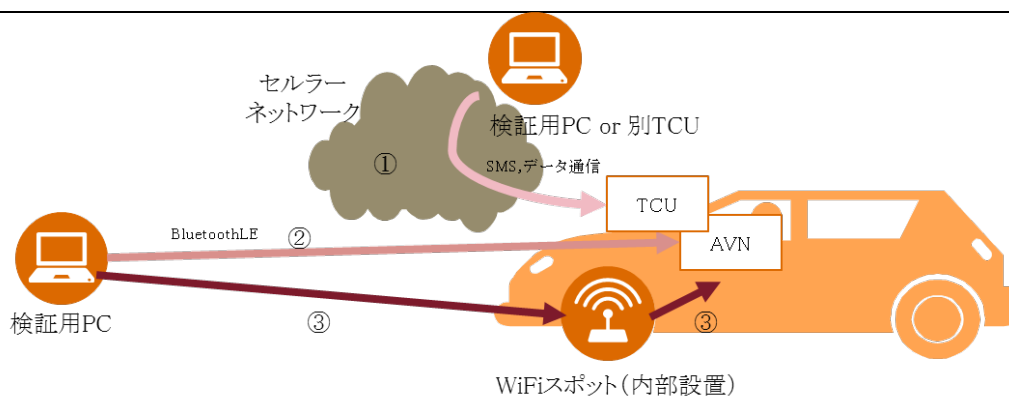 セルラー
ネットワーク
検証用PC or 別TCU
①
SMS,データ通信
TCU
BluetoothLE
②
AVN
検証用PC
③
③
WiFiスポット(内部設置)